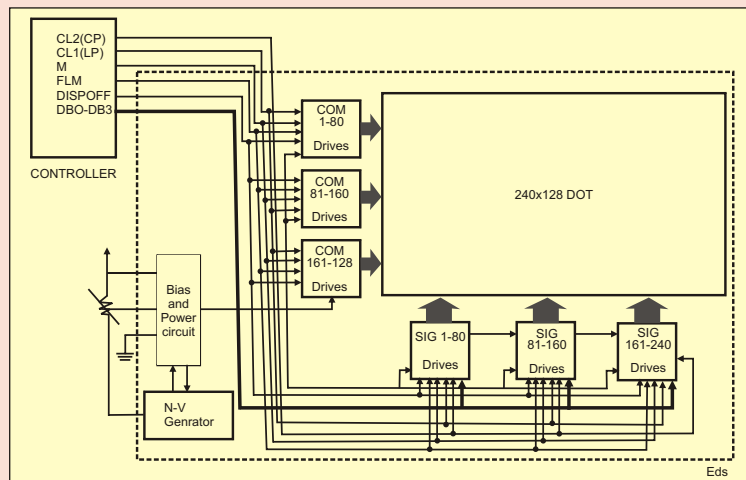 CL2(CP)
CL1(LP)
M
FLM
DISPOFF
DBO-DB3
CONTROLLER
COM
1-80
Drives
COM
81-160
Drives
COM
161-128
Drives
240x128 DOT
Bias
and
Power
circuit
N-V
Genrator
SIG 1-80
Drives
SIG
81-160
Drives
SIG
161-240
Drives
Eds